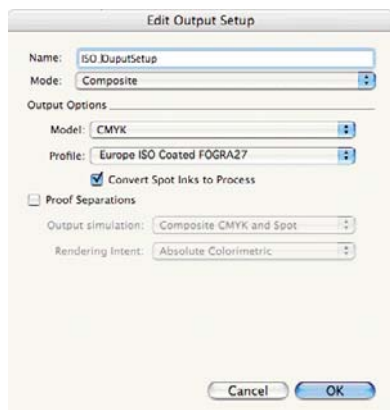 Edit Output Setup
Name: ISO_OuputSetup
Mode: Composite
Output Options
Model: CMYK
Profile: Europe ISO Coated FOGRA27
Convert Spot Inks to Process
Proof Separations
Output simulation: Composite CMYK and Spot
Rendering Intent: Absolute Colorimetric
Cancel OK